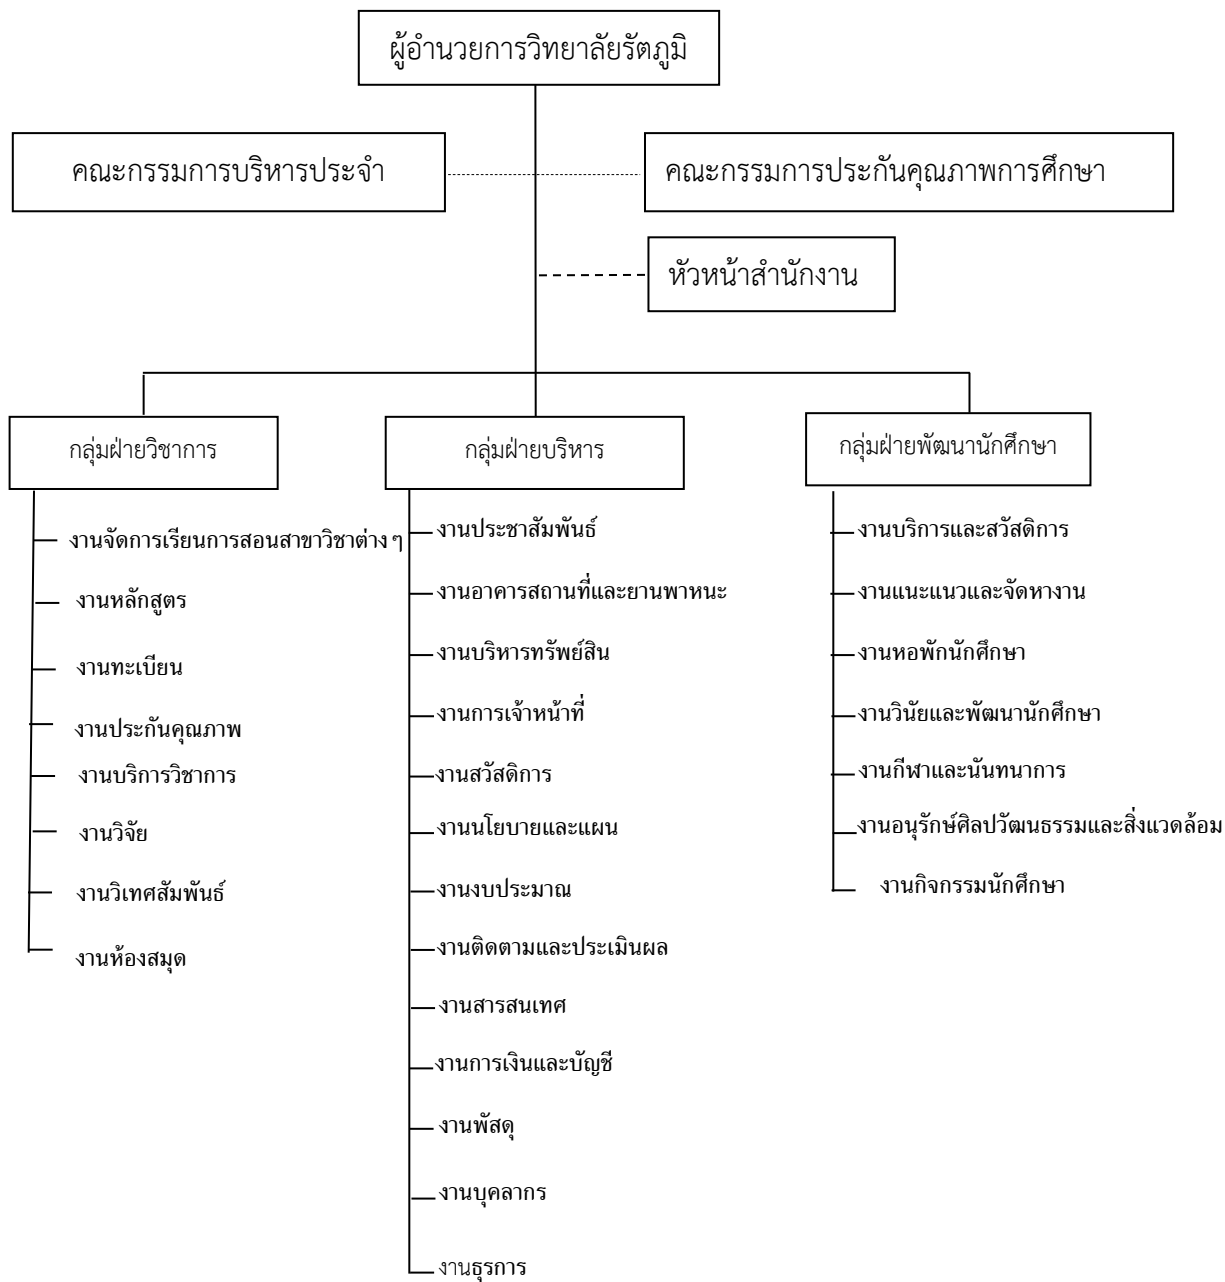 ผู้อำนวยการวิทยาลัยรัตภูมิ
คณะกรรมการบริหารประจำ
คณะกรรมการประกันคุณภาพการศึกษา
หัวหน้าสำนักงาน
กลุ่มฝ่ายวิชาการ
งานจัดการเรียนการสอนสาขาวิชาต่าง ๆ
งานหลักสูตร
งานทะเบียน
งานประกันคุณภาพ
งานบริการวิชาการ
งานวิจัย
งานวิเทศสัมพันธ์
งานห้องสมุด
กลุ่มฝ่ายบริหาร
งานประชาสัมพันธ์
งานอาคารสถานที่และยานพาหนะ
งานบริหารทรัพย์สิน
งานการเจ้าหน้าที่
งานสวัสดิการ
งานนโยบายและแผน
งานงบประมาณ
งานติดตามและประเมินผล
งานสารสนเทศ
งานการเงินและบัญชี
งานพัสดุ
งานบุคลากร
งานธุรการ
กลุ่มฝ่ายพัฒนานักศึกษา
งานบริการและสวัสดิการ
งานแนะแนวและจัดหางาน
งานหอพักนักศึกษา
งานวินัยและพัฒนานักศึกษา
งานกีฬาและนันทนาการ
งานอนุรักษ์ศิลปวัฒนธรรมและสิ่งแวดล้อม
งานกิจกรรมนักศึกษา